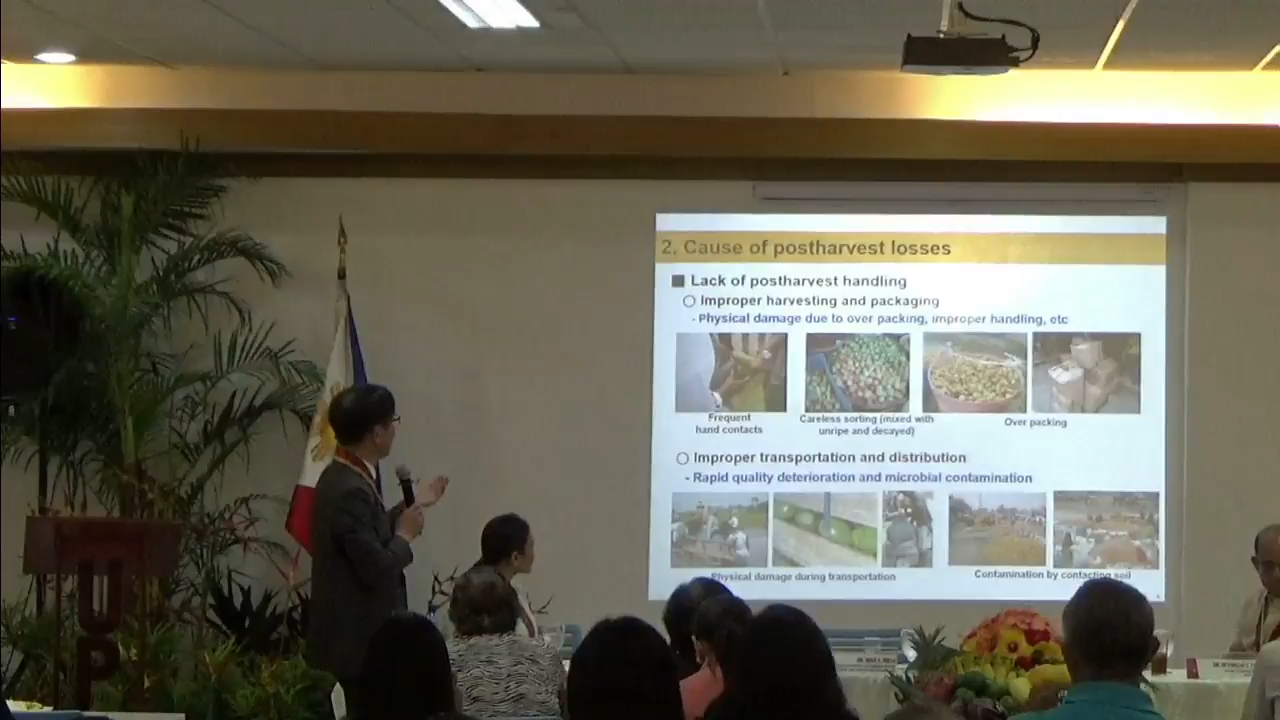 2. Cause of postharvest losses
Lack of postharvest handling
Improper harvesting and packaging
- Physical damage due to over packing, improper handling, etc
Frequent
hand contacts
Careless sorting (mixed with
unripe and decayed)
Over packing
Improper transportation and distribution
- Rapid quality deterioration and microbial contamination
Physical damage during transportation
Contamination by contacting soil
UP